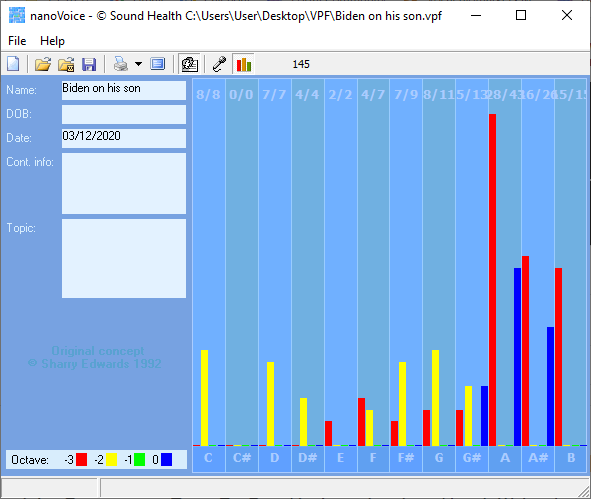 nanoVoice - © Sound Health C:\Users\User\Desktop\VPF\Biden on his son.vpf
File Help
145
Name: Biden on his son
DOB:
Date: 03/12/2020
Cont. info:
Topic:
8/8 0/0 7/7 4/4 2/2 4/7 7/9 8/11 5/13 28/43 16/26 15/15
Original concept
© Sharry Edwards 1992
Octave: -3 -2 -1 0
C C# D D# E F F# G G# A A# B